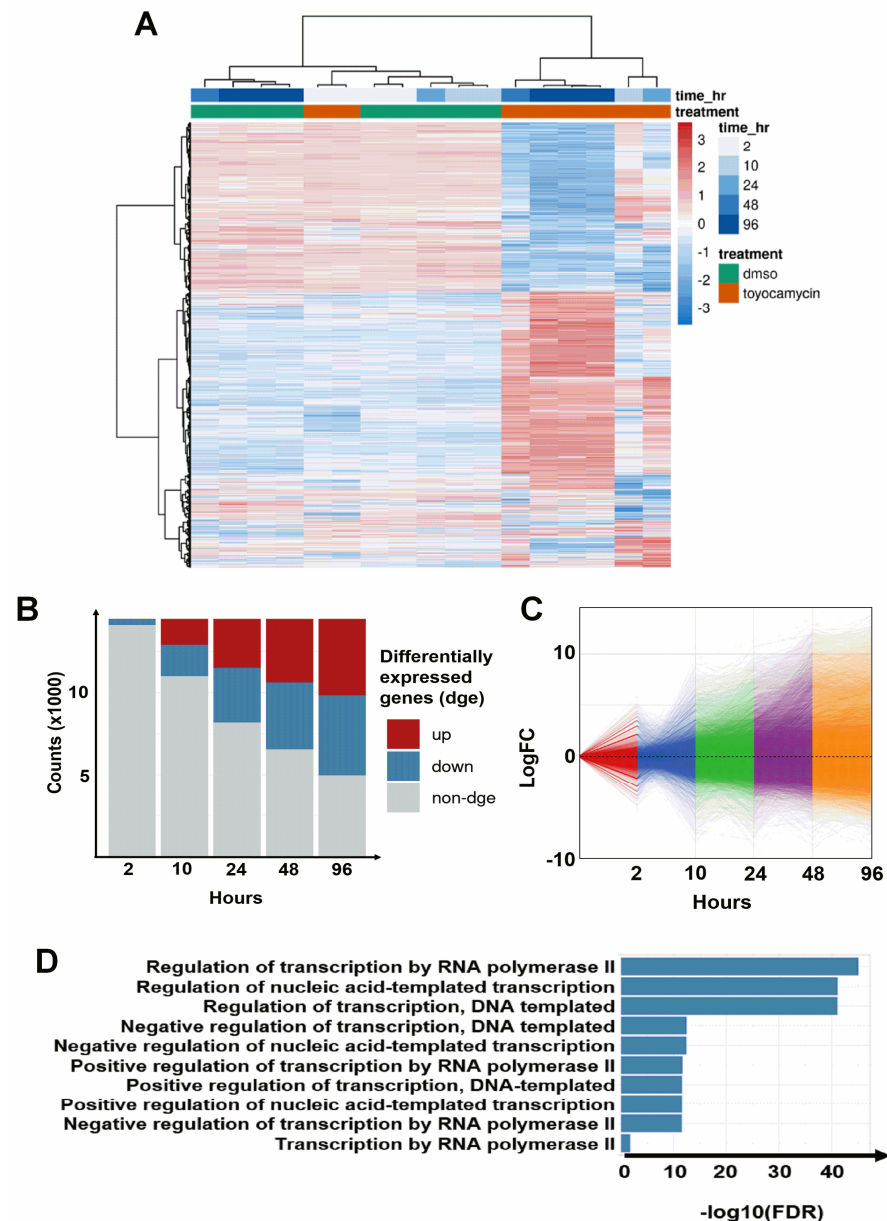 A
time_hr
treatment
3
2
1
0
-1
-2
-3
time_hr
2
10
24
48
96
treatment
dmso
toyocamycin
B
Counts (x1000)
10
5
2 10 24 48 96
Hours
Differentially
expressed
genes (dge)
up
down
non-dge
C
LogFC
10
0
-10
2 10 24 48 96
Hours
D
Regulation of transcription by RNA polymerase II
Regulation of nucleic acid-templated transcription
Regulation of transcription, DNA templated
Negative regulation of transcription, DNA templated
Negative regulation of nucleic acid-templated transcription
Positive regulation of transcription by RNA polymerase II
Positive regulation of transcription, DNA-templated
Positive regulation of nucleic acid-templated transcription
Negative regulation of transcription by RNA polymerase II
Transcription by RNA polymerase II
0 10 20 30 40
-log10(FDR)